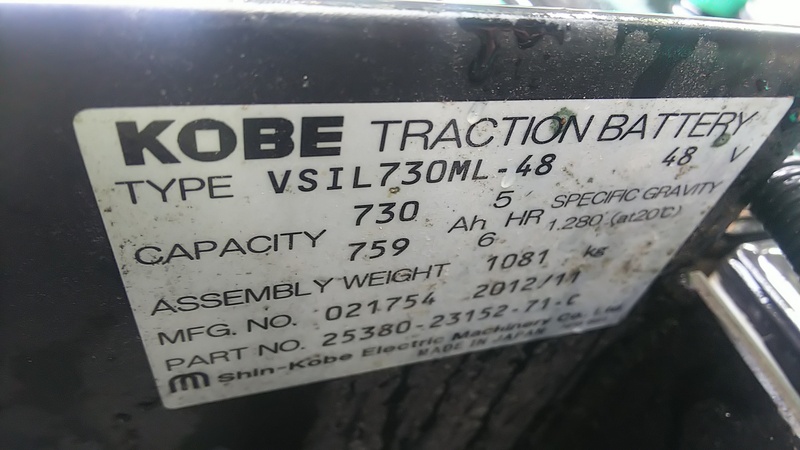 KOBE TRACTION BATTERY
TYPE VSIL730ML-48 48 V
CAPACITY 730 759 Ah 5 6 HR SPECIFIC GRAVITY 1.280 (at20℃)
ASSEMBLY WEIGHT 1081 kg
MFG. NO. 021754 2012/11
PART NO. 25380-23152-71-C
Shin-Kobe Electric Machinery Co. Ltd.
MADE IN JAPAN